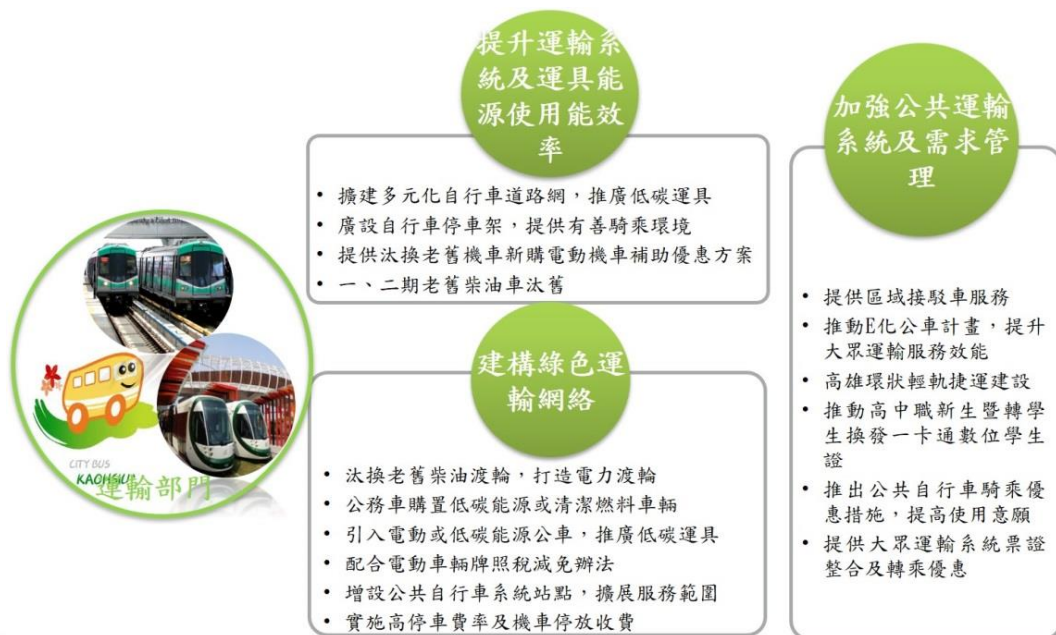 提升運輸系
統及運具能
源使用能效
率
• 擴建多元化自行車道路網，推廣低碳運具
• 廣設自行車停車架，提供有善騎乘環境
• 提供汰換老舊機車新購電動機車補助優惠方案
• 一、二期老舊柴油車汰舊
建構綠色運
輸網絡
• 汰換老舊柴油渡輪，打造電力渡輪
• 公務車購置低碳能源或清潔燃料車輛
• 引入電動或低碳能源公車，推廣低碳運具
• 配合電動車輛牌照稅減免辦法
• 增設公共自行車系統站點，擴展服務範圍
• 實施高停車費率及機車停放收費
加強公共運輸
系統及需求管
理
• 提供區域接駁車服務
• 推動E化公車計畫，提升
大眾運輸服務效能
• 高雄環狀輕軌捷運建設
• 推動高中職新生暨轉學
生換發一卡通數位學生
證
• 推出公共自行車騎乘優
惠措施，提高使用意願
• 提供大眾運輸系統票證
整合及轉乘優惠
CITY BUS
KAOHSIUN
運輸部門